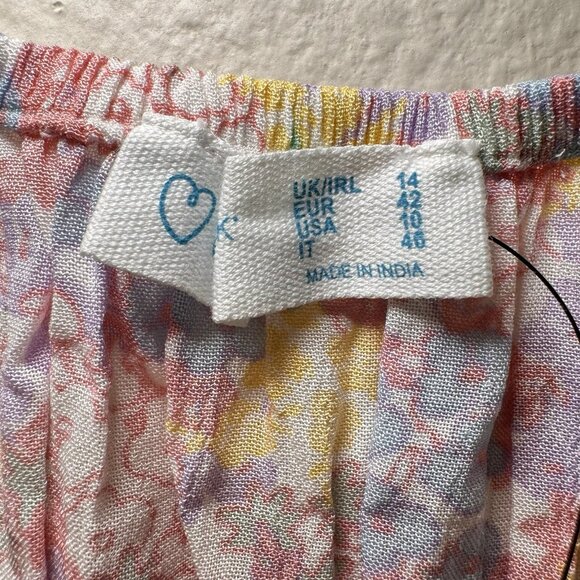 UK/IRL 14
EUR 42
USA 10
IT 46
MADE IN INDIA